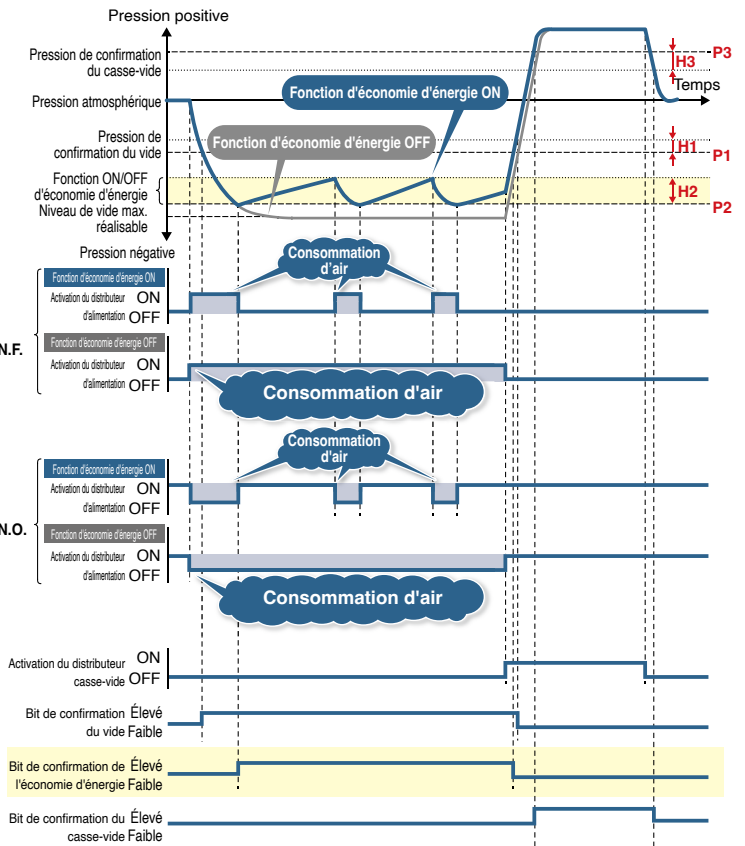 Pression positive
Pression de confirmation
du casse-vide
P3
H3
Temps
Pression atmosphérique
Fonction d'économie d'énergie ON
Pression de
confirmation du vide
Fonction d'économie d'énergie OFF
H1
P1
Fonction ON/OFF
d'économie d'énergie
H2
P2
Niveau de vide max.
réalisable
Pression négative
Consommation
d'air
N.F.
Fonction d'économie d'énergie ON
Activation du distributeur
d'alimentation
ON
OFF
Fonction d'économie d'énergie OFF
Activation du distributeur
d'alimentation
ON
OFF
Consommation d'air
Consommation
d'air
N.O.
Fonction d'économie d'énergie ON
Activation du distributeur
d'alimentation
ON
OFF
Fonction d'économie d'énergie OFF
Activation du distributeur
d'alimentation
ON
OFF
Consommation d'air
Activation du distributeur ON
casse-vide OFF
Bit de confirmation Élevé
du vide Faible
Bit de confirmation de Élevé
l'économie d'énergie Faible
Bit de confirmation du Élevé
casse-vide Faible